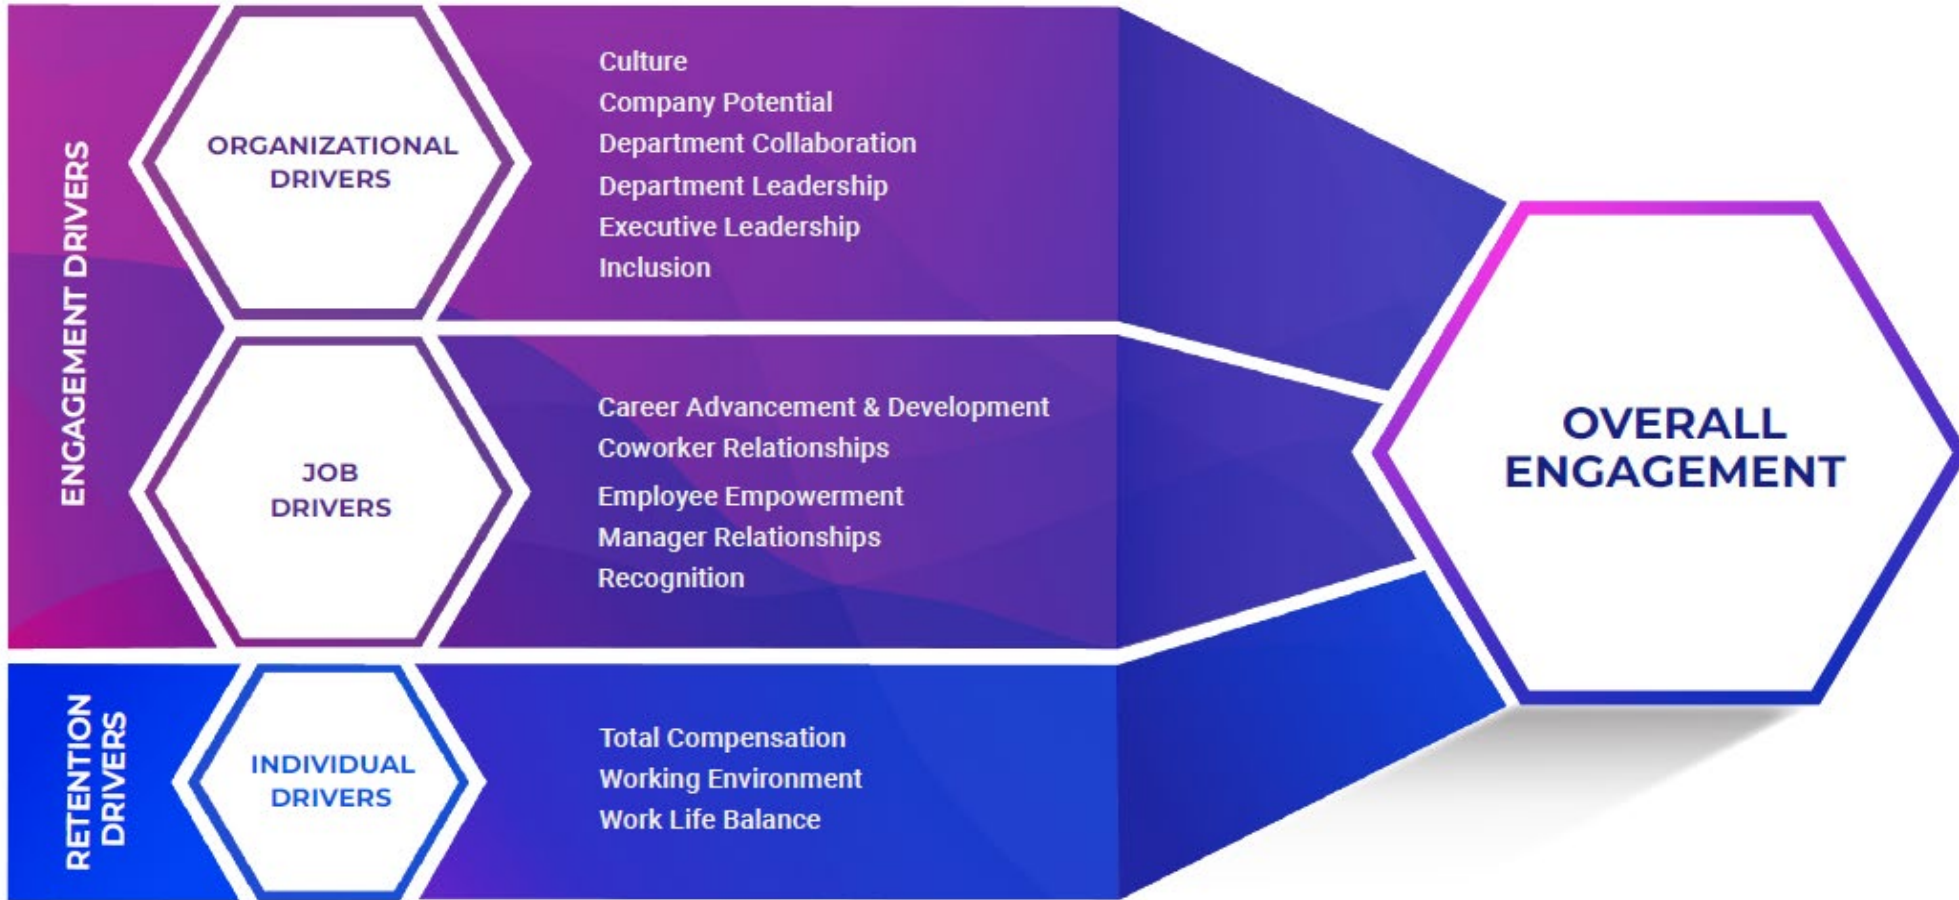 ENGAGEMENT DRIVERS
ORGANIZATIONAL
DRIVERS
Culture
Company Potential
Department Collaboration
Department Leadership
Executive Leadership
Inclusion
JOB
DRIVERS
Career Advancement & Development
Coworker Relationships
Employee Empowerment
Manager Relationships
Recognition
RETENTION
DRIVERS
INDIVIDUAL
DRIVERS
Total Compensation
Working Environment
Work Life Balance
OVERALL
ENGAGEMENT